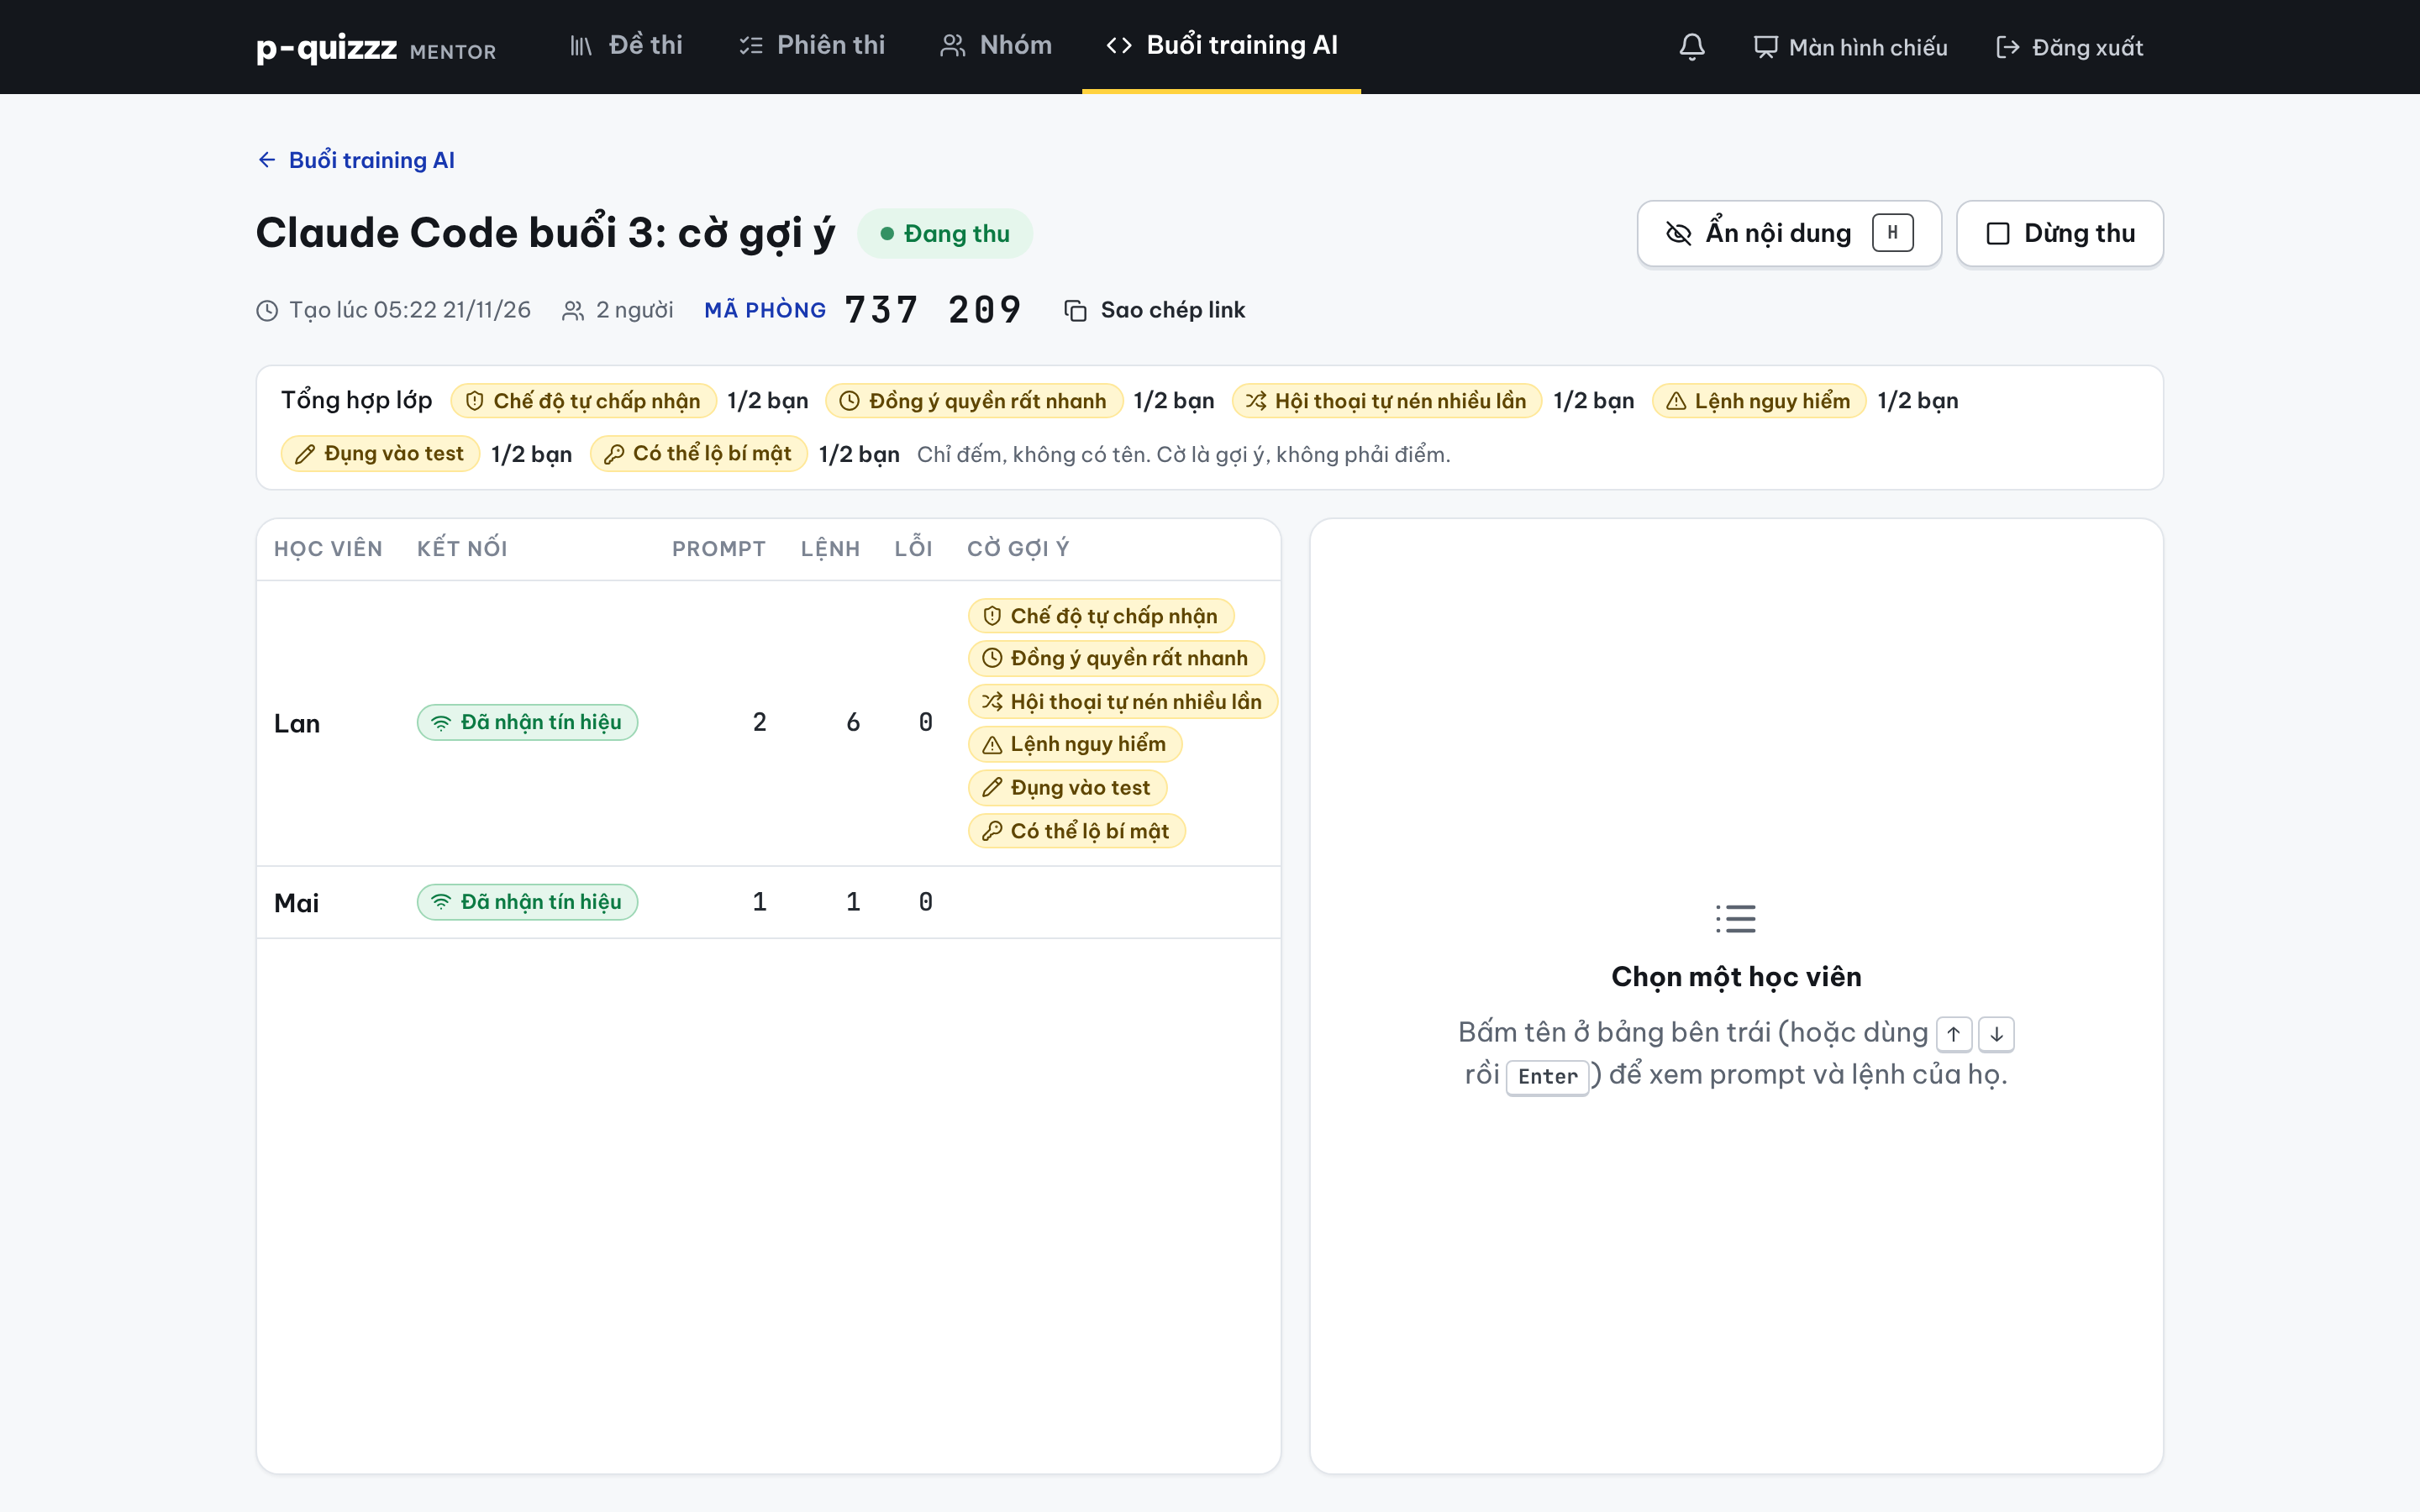 p-quizzz MENTOR Đề thi Phiên thi Nhóm Buổi training AI Màn hình chiếu Đăng xuất
Buổi training AI
Claude Code buổi 3: cờ gợi ý Đang thu Ẩn nội dung H Dừng thu
Tạo lúc 05:22 21/11/26 2 người MÃ PHÒNG 737 209 Sao chép link
Tổng hợp lớp Chế độ tự chấp nhận 1/2 bạn Đồng ý quyền rất nhanh 1/2 bạn Hội thoại tự nén nhiều lần 1/2 bạn Lệnh nguy hiểm 1/2 bạn
Đụng vào test 1/2 bạn Có thể lộ bí mật 1/2 bạn Chỉ đếm, không có tên. Cờ là gợi ý, không phải điểm.
HỌC VIÊN KẾT NỐI PROMPT LỆNH LỖI CỜ GỢI Ý
Chế độ tự chấp nhận
Đồng ý quyền rất nhanh
Hội thoại tự nén nhiều lần
Lan Đã nhận tín hiệu 2 6 0
Lệnh nguy hiểm
Đụng vào test
Có thể lộ bí mật
Mai Đã nhận tín hiệu 1 1 0
Chọn một học viên
Bấm tên ở bảng bên trái (hoặc dùng ↑ ↓
rồi Enter) để xem prompt và lệnh của họ.